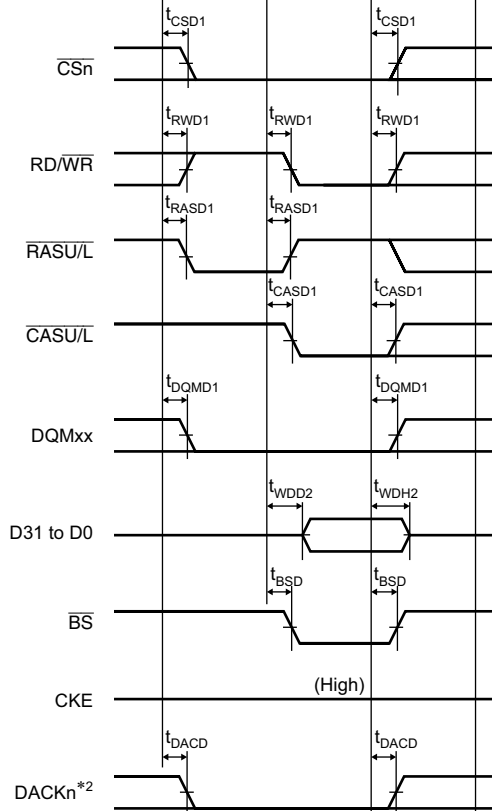 tCSD1 tCSD1
CSn
tRWD1 tRWD1 tRWD1
RD/WR
tRASD1 tRASD1
RASU/L
tCASD1 tCASD1
CASU/L
tDQMD1 tDQMD1
DQMxx
tWDD2 tWDH2
D31 to D0
tBSD tBSD
BS
(High)
CKE
tDACD tDACD
DACKn*2